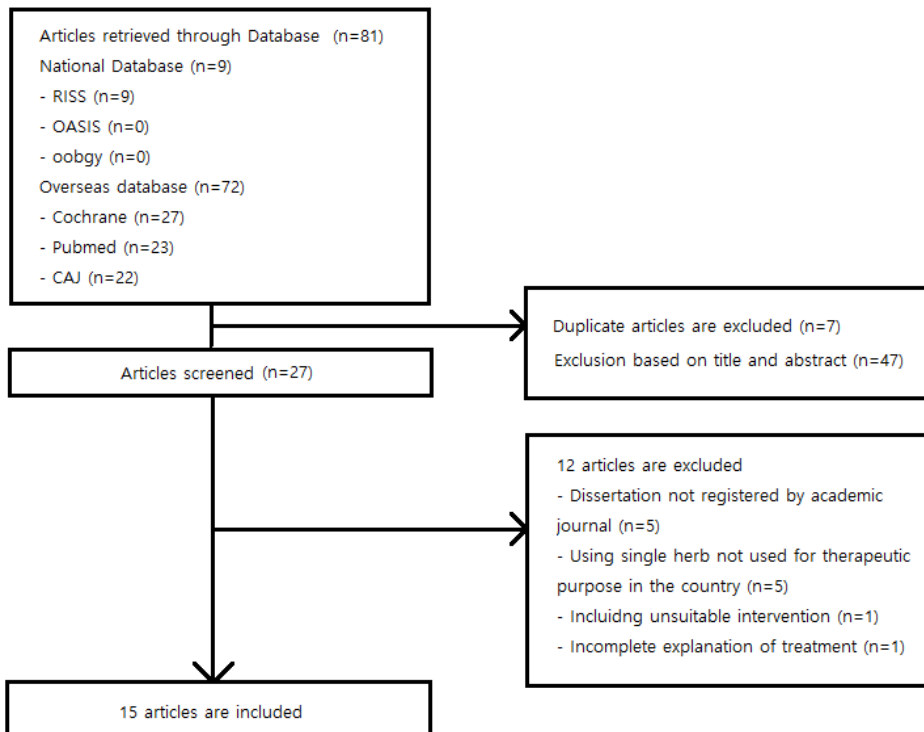 Articles retrieved through Database (n=81)
National Database (n=9)
- RISS (n=9)
- OASIS (n=0)
- oobgy (n=0)
Overseas database (n=72)
- Cochrane (n=27)
- Pubmed (n=23)
- CAJ (n=22)
Duplicate articles are excluded (n=7)
Exclusion based on title and abstract (n=47)
Articles screened (n=27)
12 articles are excluded
- Dissertation not registered by academic
journal (n=5)
- Using single herb not used for therapeutic
purpose in the country (n=5)
- Incluidng unsuitable intervention (n=1)
- Incomplete explanation of treatment (n=1)
15 articles are included